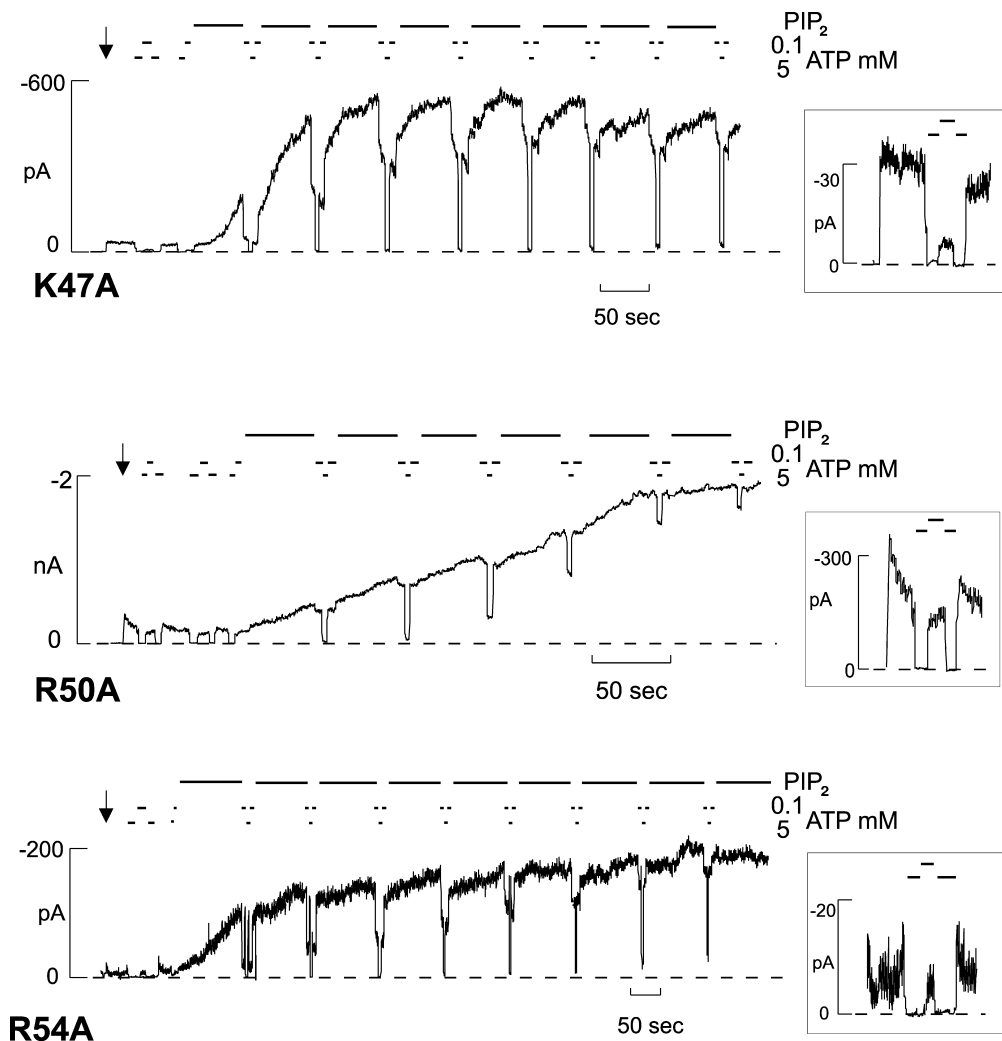 PIP₂
0.1
5 ATP mM
-600
pA
0
K47A
50 sec
-30
pA
0
PIP₂
0.1
5 ATP mM
-2
nA
0
R50A
50 sec
-300
pA
0
PIP₂
0.1
5 ATP mM
-200
pA
0
R54A
50 sec
-20
pA
0